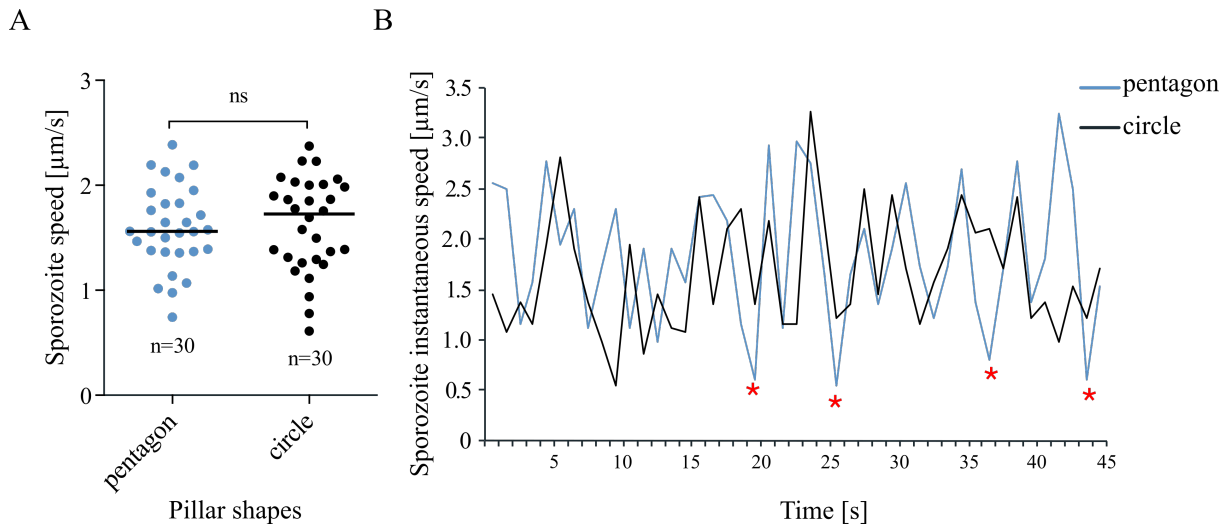 A
B
Sporozoite speed [µm/s]
3
2
1
0
ns
n=30
n=30
pentagon
circle
Pillar shapes
Sporozoite instantaneous speed [µm/s]
3.5
3.0
2.5
2.0
1.5
1.0
0.5
0
*
*
*
*
5
10
15
20
25
30
35
40
45
Time [s]
pentagon
circle